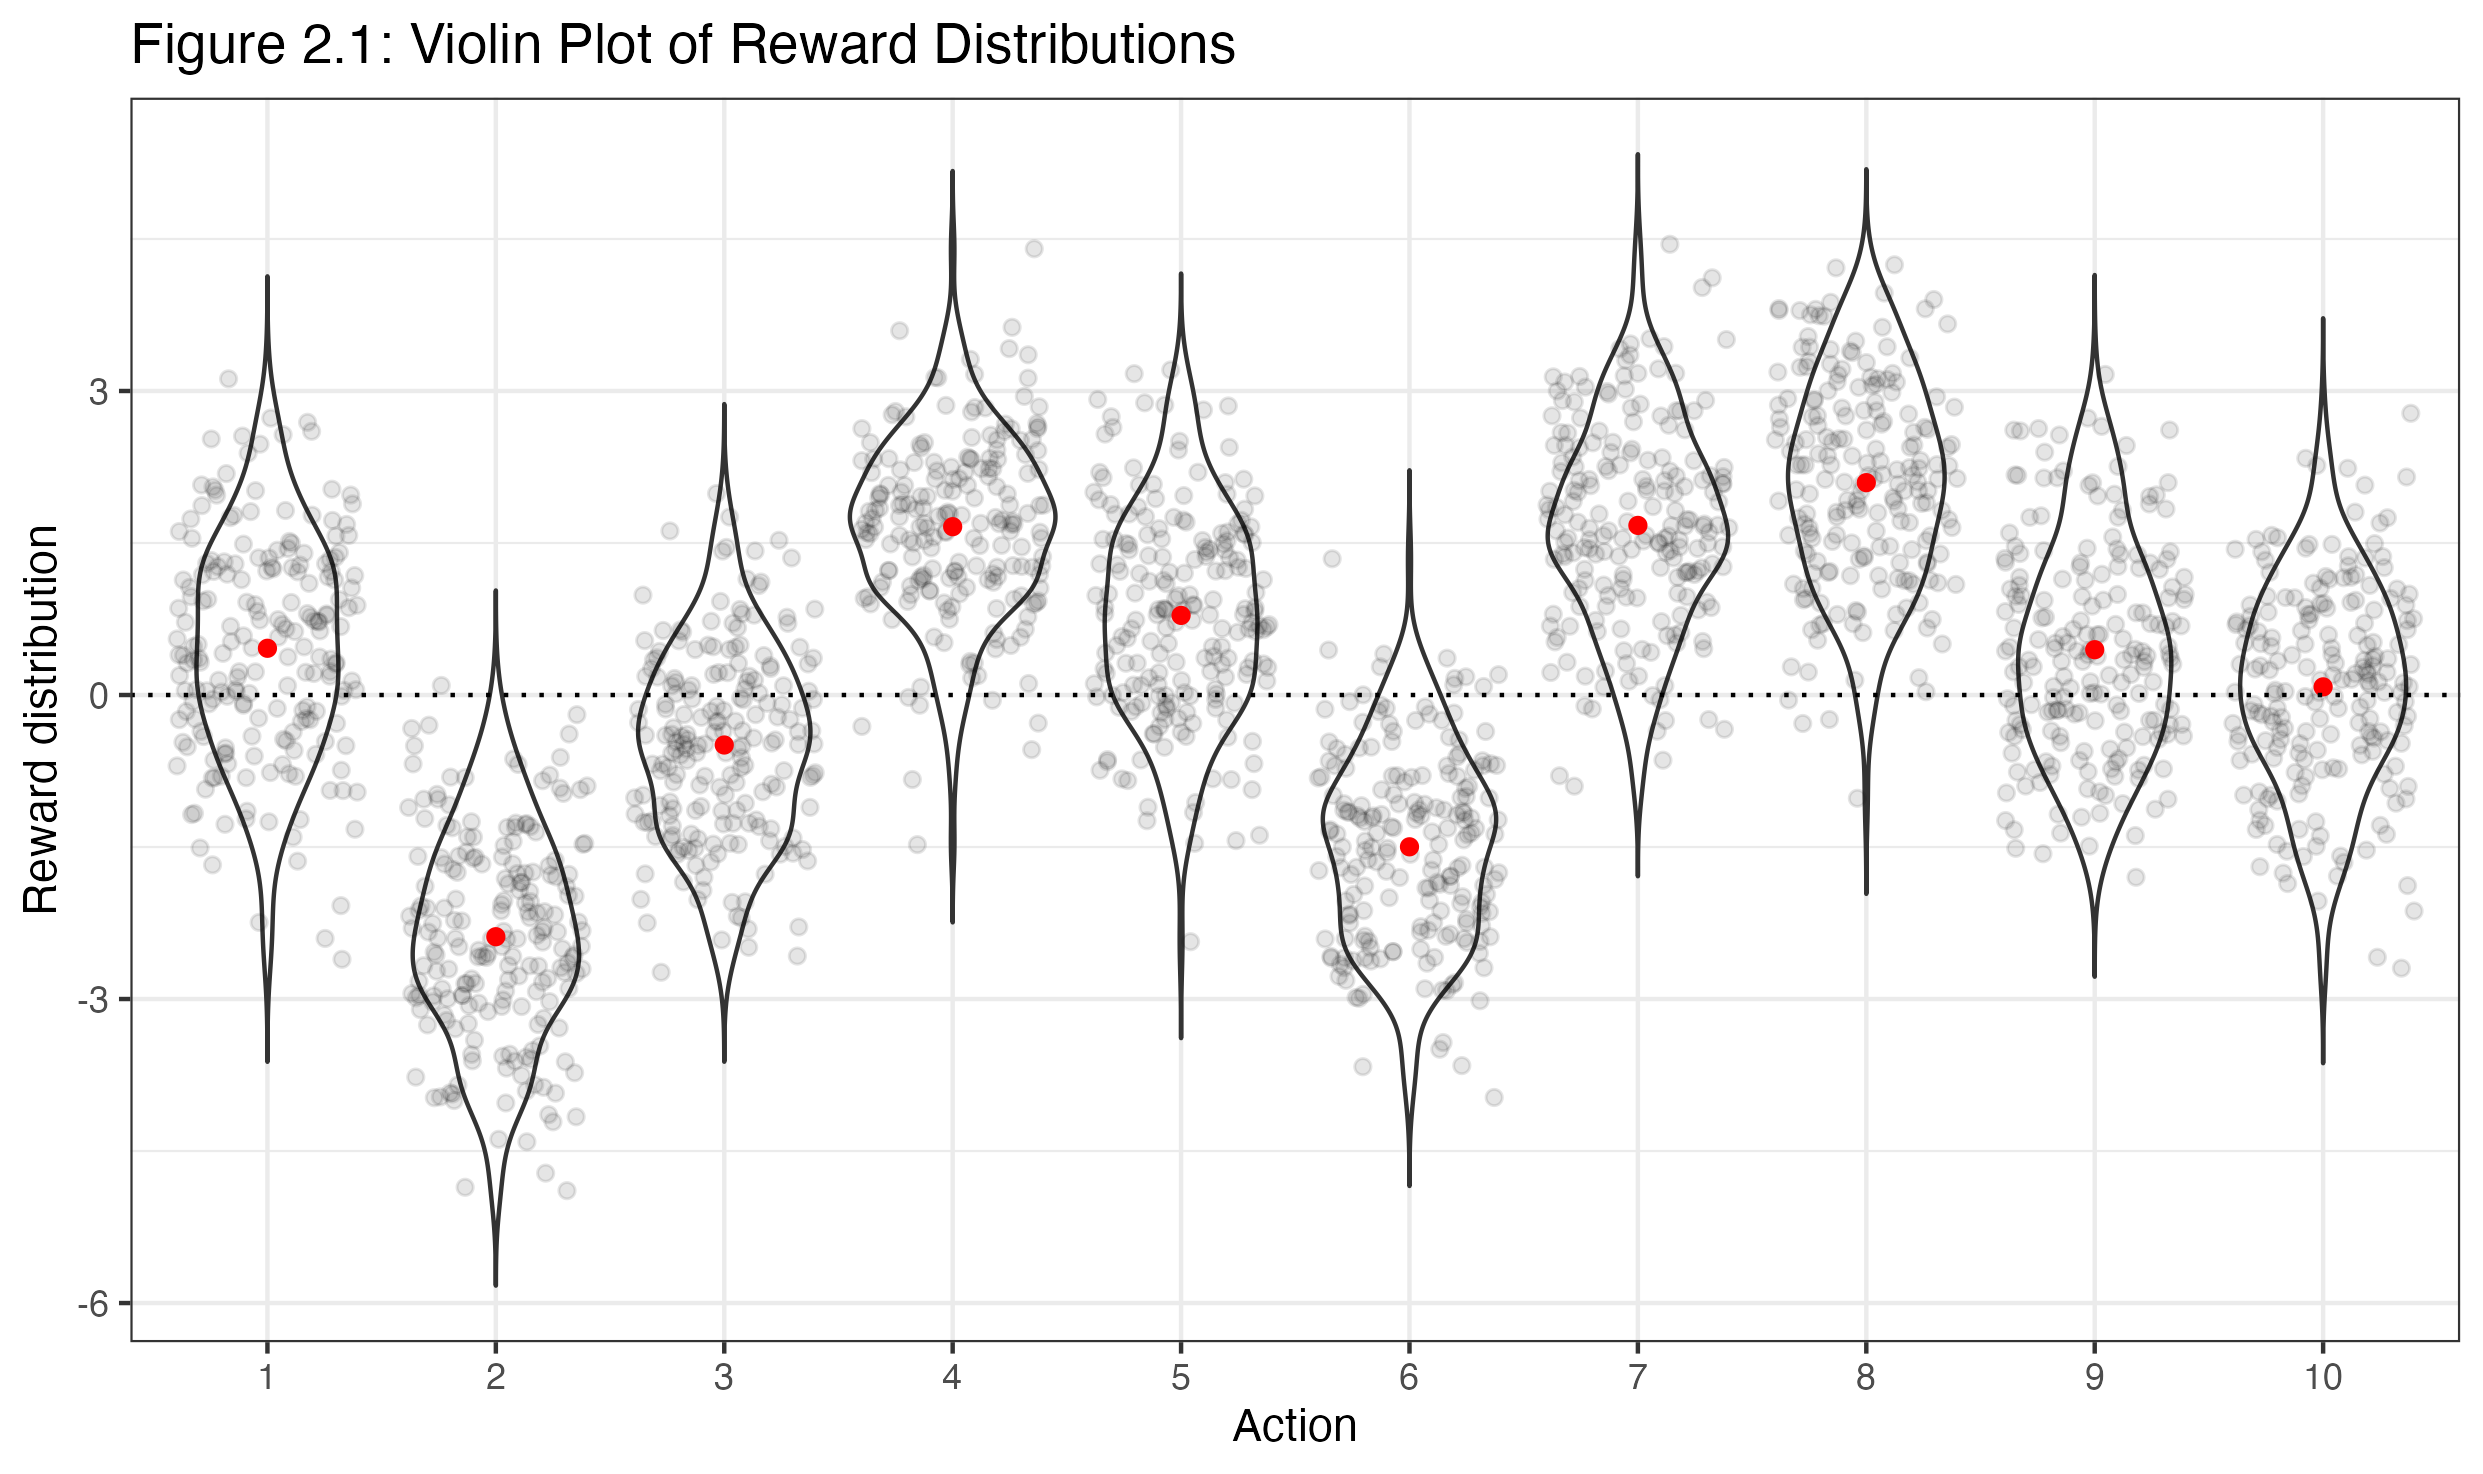 Figure 2.1: Violin Plot of Reward Distributions
Reward distribution
3
0
-3
-6
1 2 3 4 5 6 7 8 9 10
Action